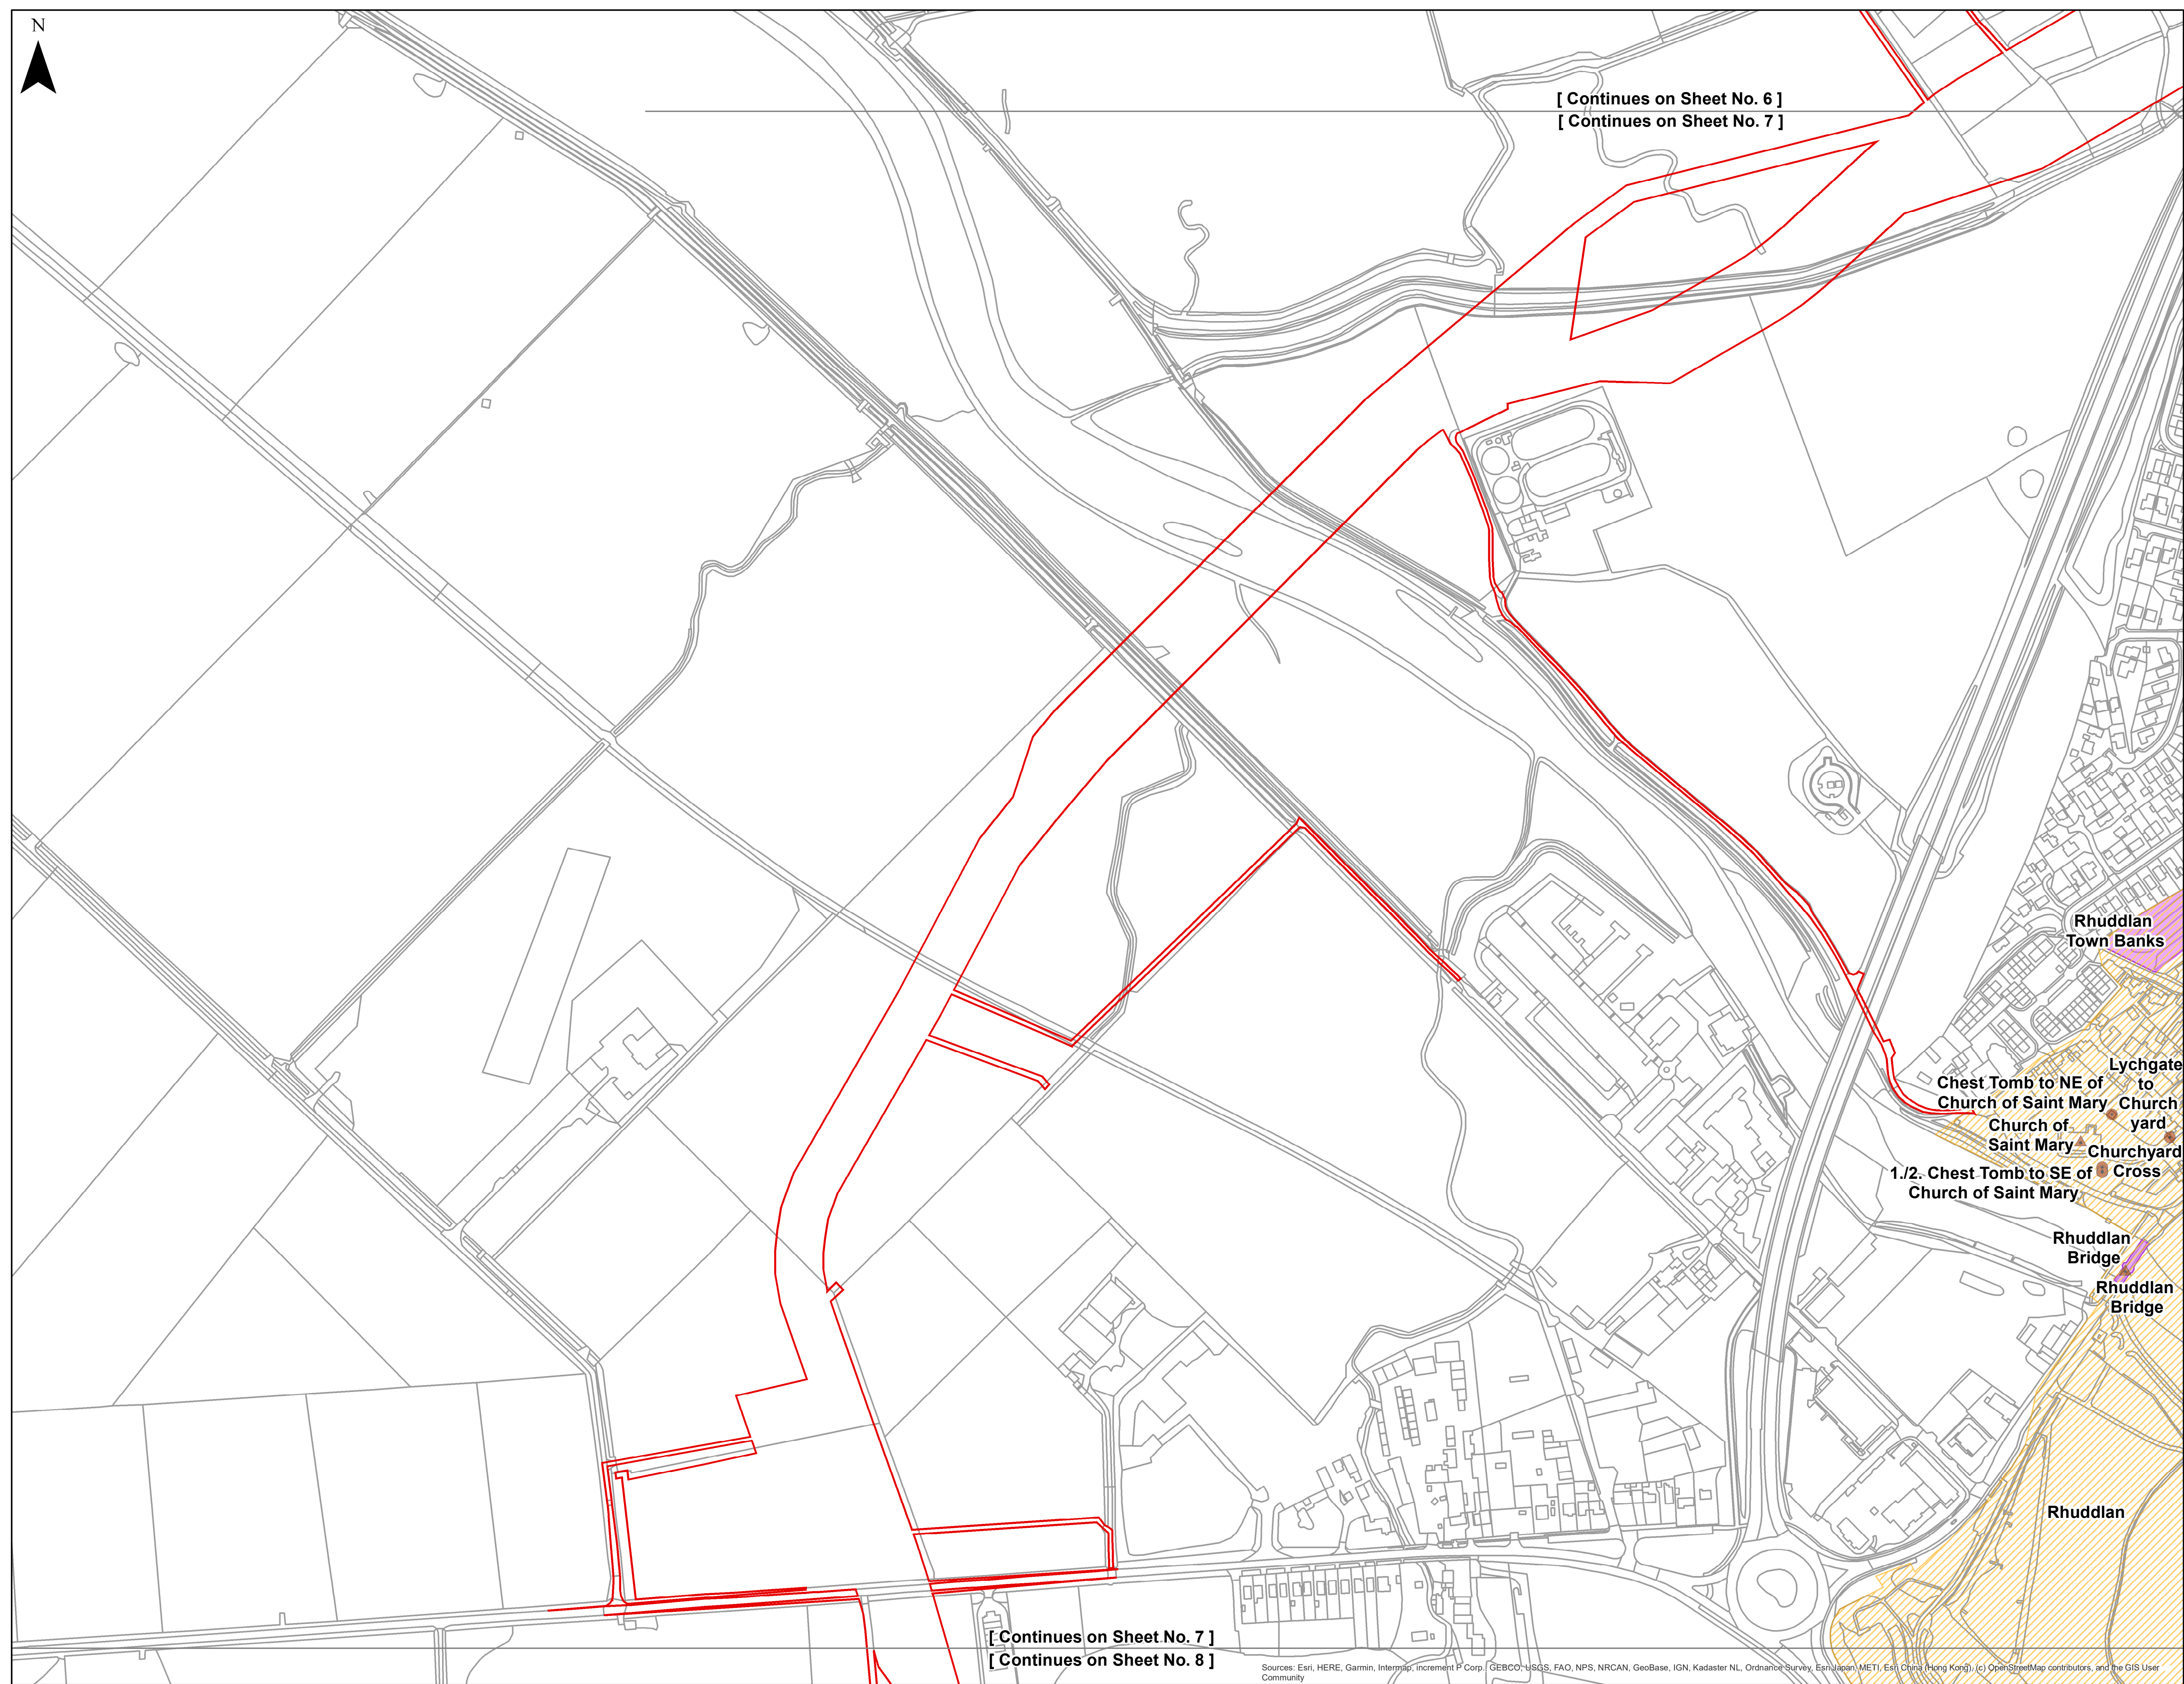 N
[ Continues on Sheet No. 6 ]
[ Continues on Sheet No. 7 ]
Rhuddlan
Town Banks
Lychgate
to
Church
yard
Chest Tomb to NE of
Church of Saint Mary
Church of
Saint Mary
Churchyard
Cross
1./2. Chest Tomb to SE of
Church of Saint Mary
Rhuddlan
Bridge
Rhuddlan
Bridge
Rhuddlan
[ Continues on Sheet No. 7 ]
[ Continues on Sheet No. 8 ]
Sources: Esri, HERE, Garmin, Intermap, increment P Corp., GEBCO, USGS, FAO, NPS, NRCAN, GeoBase, IGN, Kadaster NL, Ordnance Survey, Esri Japan, METI, Esri China (Hong Kong), (c) OpenStreetMap contributors, and the GIS User
Community